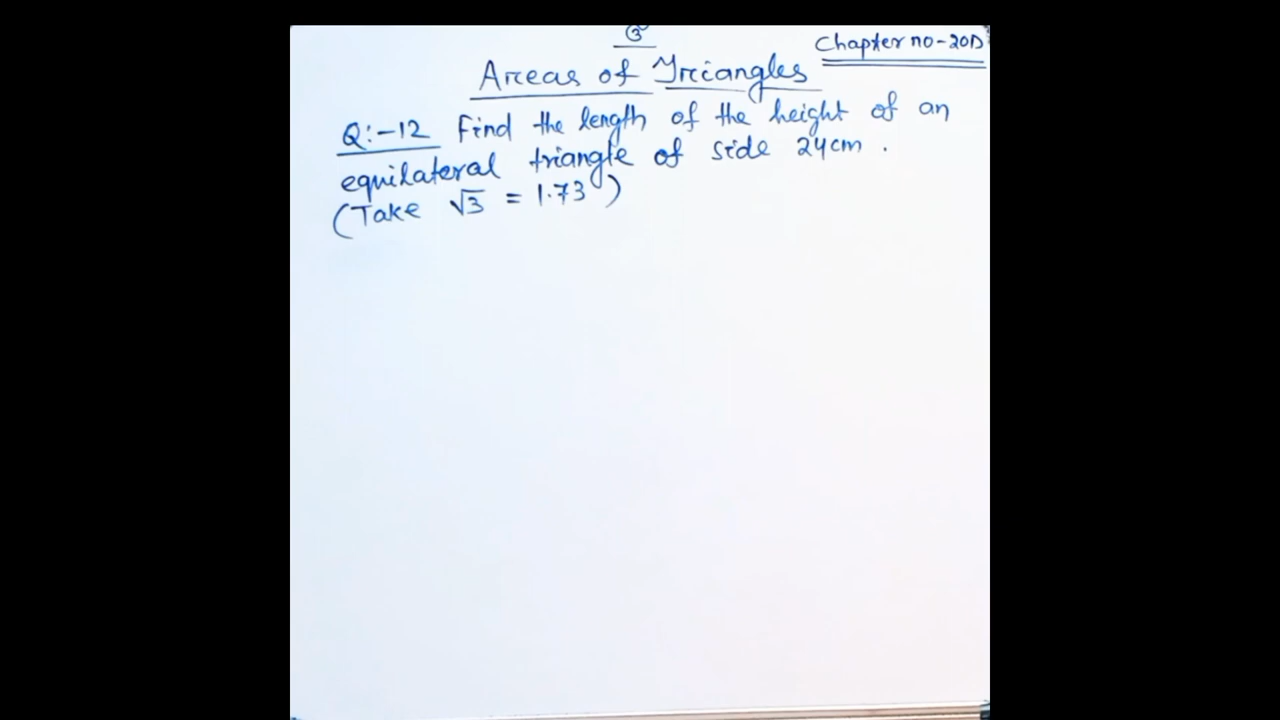 3
Chapter no-20D
Areas of Triangles
Q:-12 Find the length of the height of an
equilateral triangle of side 24cm.
(Take √3 = 1.73)